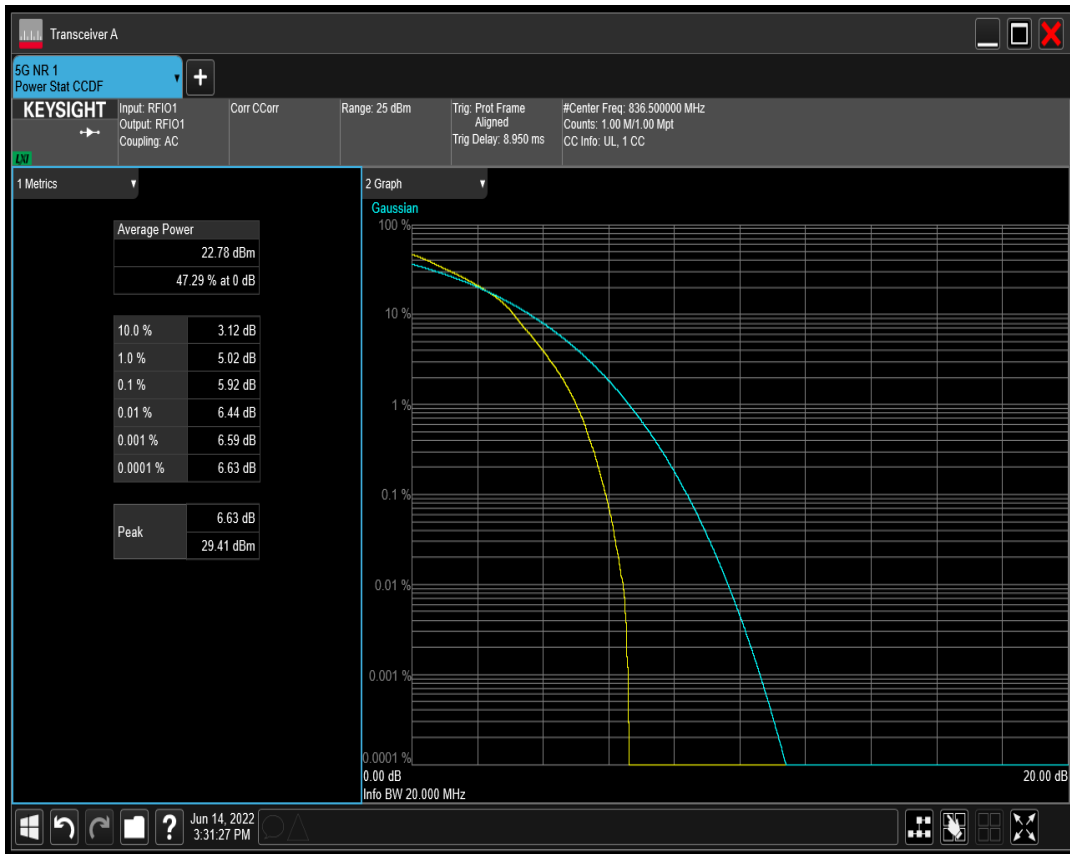 Transceiver A
5G NR 1
Power Stat CCDF
+
KEYSIGHT
LXI
Input: RFIO1
Output: RFIO1
Coupling: AC
Corr CCorr
Range: 25 dBm
Trig: Prot Frame
Aligned
Trig Delay: 8.950 ms
#Center Freq: 836.500000 MHz
Counts: 1.00 M/1.00 Mpt
CC Info: UL, 1 CC
1 Metrics
Average Power
22.78 dBm
47.29 % at 0 dB
10.0 % 3.12 dB
1.0 % 5.02 dB
0.1 % 5.92 dB
0.01 % 6.44 dB
0.001 % 6.59 dB
0.0001 % 6.63 dB
Peak
6.63 dB
29.41 dBm
2 Graph
Gaussian
100 %
10 %
1 %
0.1 %
0.01 %
0.001 %
0.0001 %
0.00 dB 20.00 dB
Info BW 20.000 MHz
?
Jun 14, 2022
3:31:27 PM